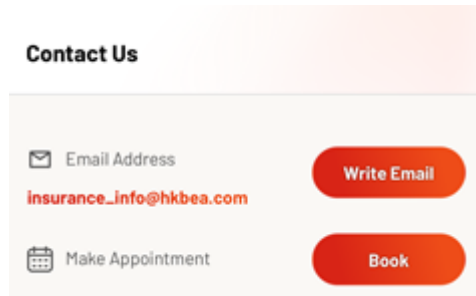 Contact Us
Email Address
Write Email
insurance_info@hkbea.com
Make Appointment
Book